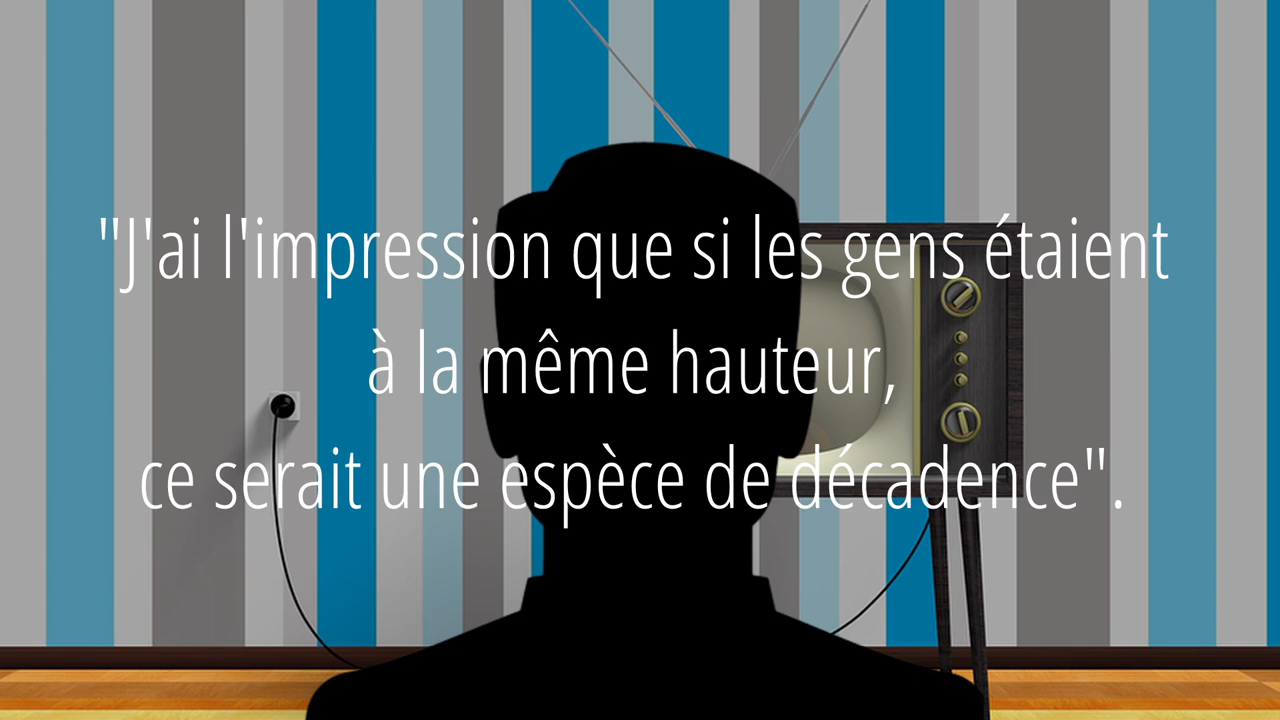 "J'ai l'impression que si les gens étaient
à la même hauteur,
ce serait une espèce de décadence".